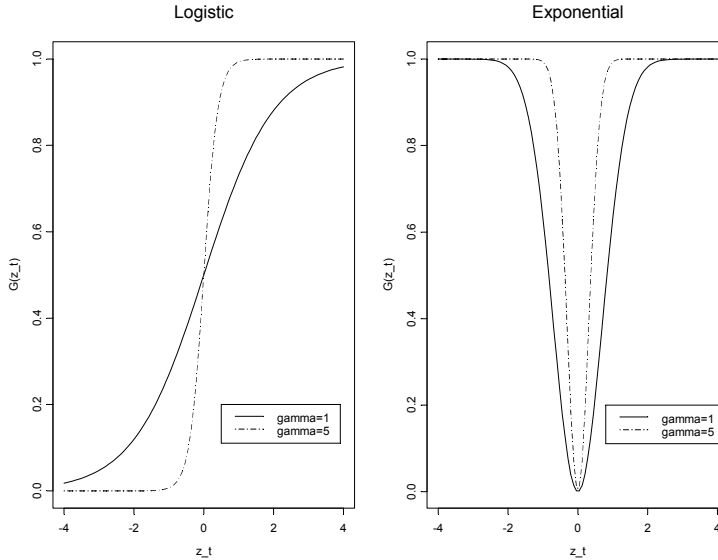 Logistic
G(z_t)
1.0
0.8
0.6
0.4
0.2
0.0
gamma=1
gamma=5
-4 -2 0 2 4
z_t
Exponential
G(z_t)
1.0
0.8
0.6
0.4
0.2
0.0
gamma=1
gamma=5
-4 -2 0 2 4
z_t